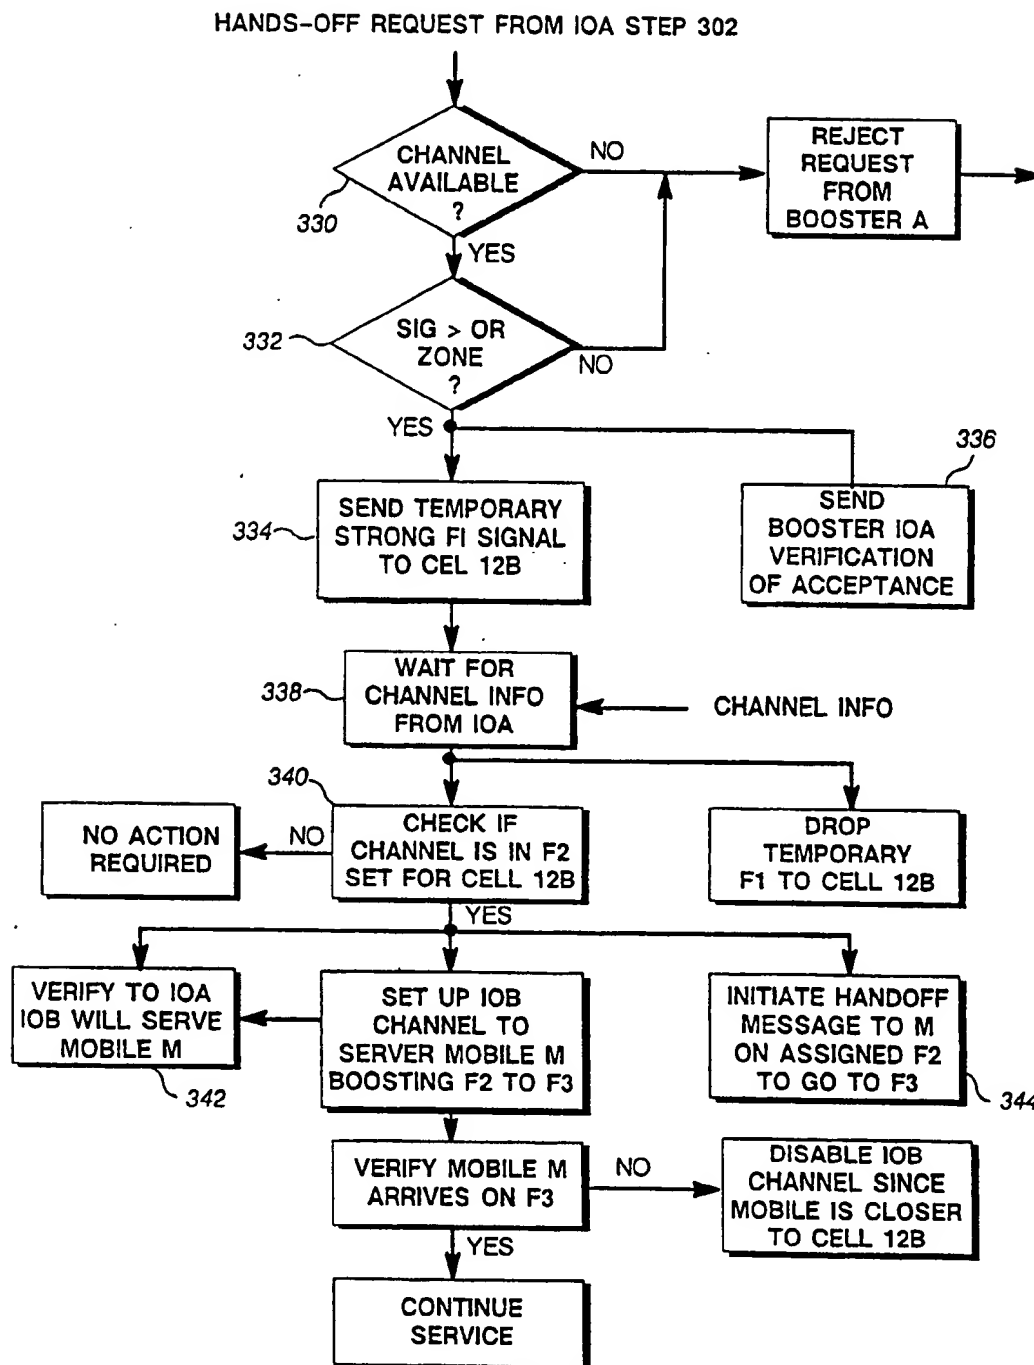 HANDS-OFF REQUEST FROM IOA STEP 302
CHANNEL
AVAILABLE
?
330
NO
REJECT
REQUEST
FROM
BOOSTER A
YES
SIG > OR
ZONE
?
332
NO
YES
336
SEND TEMPORARY
STRONG FI SIGNAL
TO CEL 12B
334
SEND
BOOSTER IOA
VERIFICATION
OF ACCEPTANCE
WAIT FOR
CHANNEL INFO
FROM IOA
338
CHANNEL INFO
340
NO ACTION
REQUIRED
NO
CHECK IF
CHANNEL IS IN F2
SET FOR CELL 12B
DROP
TEMPORARY
F1 TO CELL 12B
YES
VERIFY TO IOA
IOB WILL SERVE
MOBILE M
342
SET UP IOB
CHANNEL TO
SERVER MOBILE M
BOOSTING F2 TO F3
INITIATE HANDOFF
MESSAGE TO M
ON ASSIGNED F2
TO GO TO F3
344
VERIFY MOBILE M
ARRIVES ON F3
NO
DISABLE IOB
CHANNEL SINCE
MOBILE IS CLOSER
TO CELL 12B
YES
CONTINUE
SERVICE